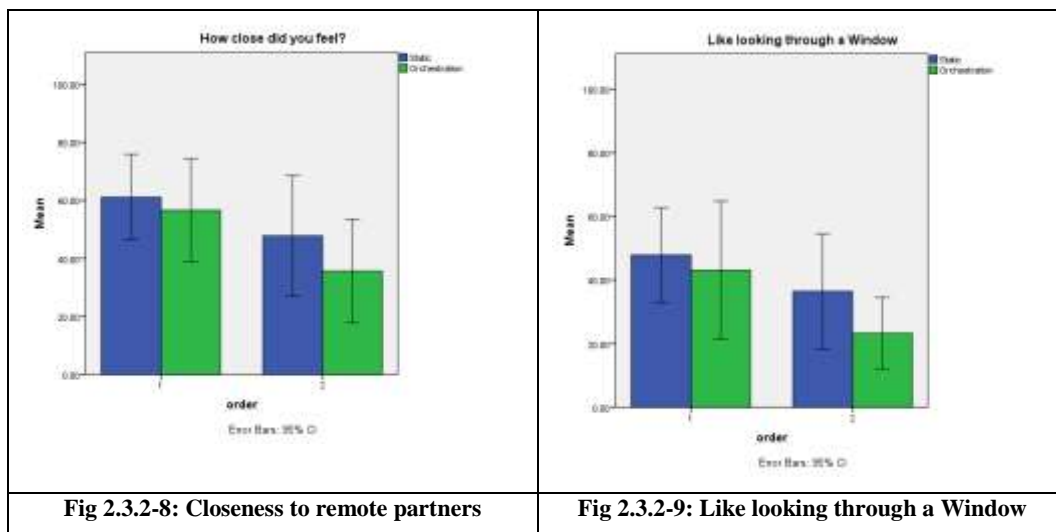 How close did you feel?
Static
Orchestration
100.00
80.00
60.00
40.00
20.00
0.00
Mean
1
2
order
Error Bars: 95% CI
Fig 2.3.2-8: Closeness to remote partners
Like looking through a Window
Static
Orchestration
100.00
80.00
60.00
40.00
20.00
0.00
Mean
1
2
order
Error Bars: 95% CI
Fig 2.3.2-9: Like looking through a Window